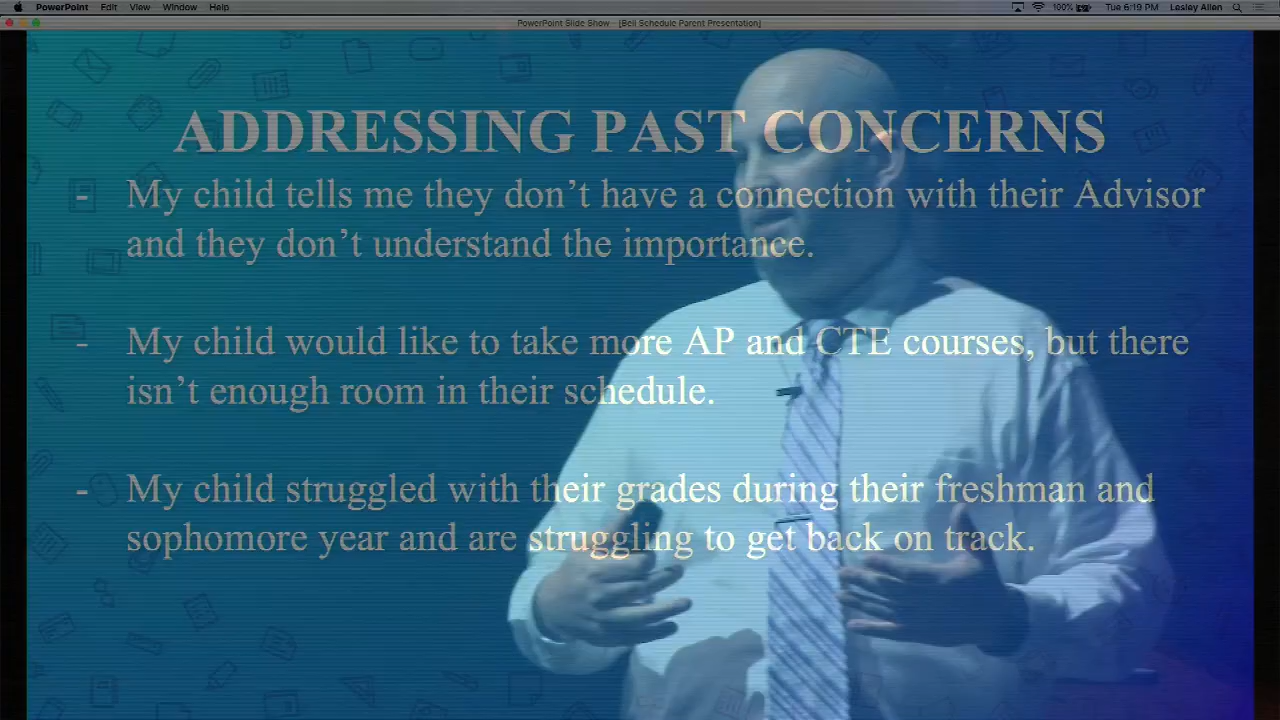 PowerPoint Edit View Window Help 100% Tue 6:19 PM Lesley Allen
PowerPoint Slide Show - [Bell Schedule Parent Presentation]
ADDRESSING PAST CONCERNS
- My child tells me they don’t have a connection with their Advisor
and they don’t understand the importance.
- My child would like to take more AP and CTE courses, but there
isn’t enough room in their schedule.
- My child struggled with their grades during their freshman and
sophomore year and are struggling to get back on track.